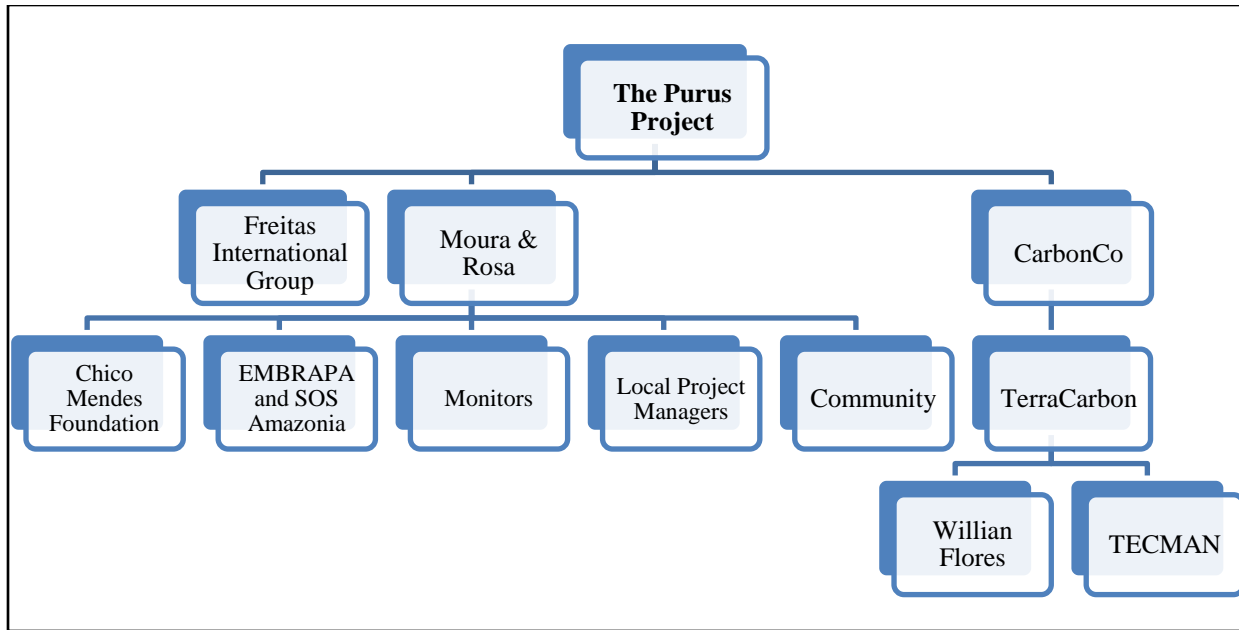 The Purus
Project
Freitas
International
Group
Moura &
Rosa
CarbonCo
Chico
Mendes
Foundation
EMBRAPA
and SOS
Amazonia
Monitors
Local Project
Managers
Community
TerraCarbon
Willian
Flores
TECMAN